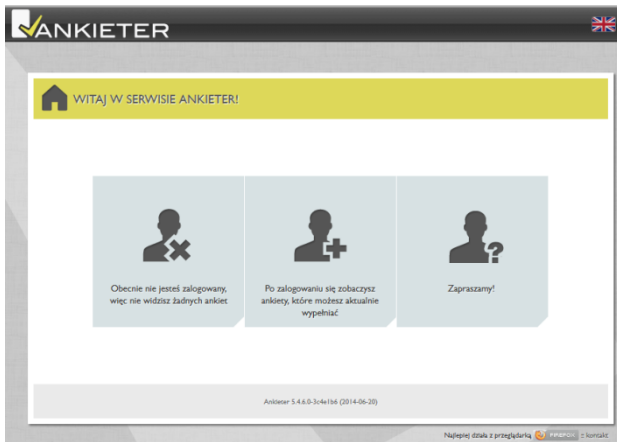 ANKIETER
WITAJ W SERWISIE ANKIETER!
Obecnie nie jesteś zalogowany,
więc nie widzisz żadnych ankiet
Po zalogowaniu się zobaczysz
ankiety, które możesz aktualnie
wypełniać
Zapraszamy!
Ankieter 5.4.6.0-3c4e1b6 (2014-06-20)
Najlepiej działa z przeglądarką FIREFOX :: kontakt